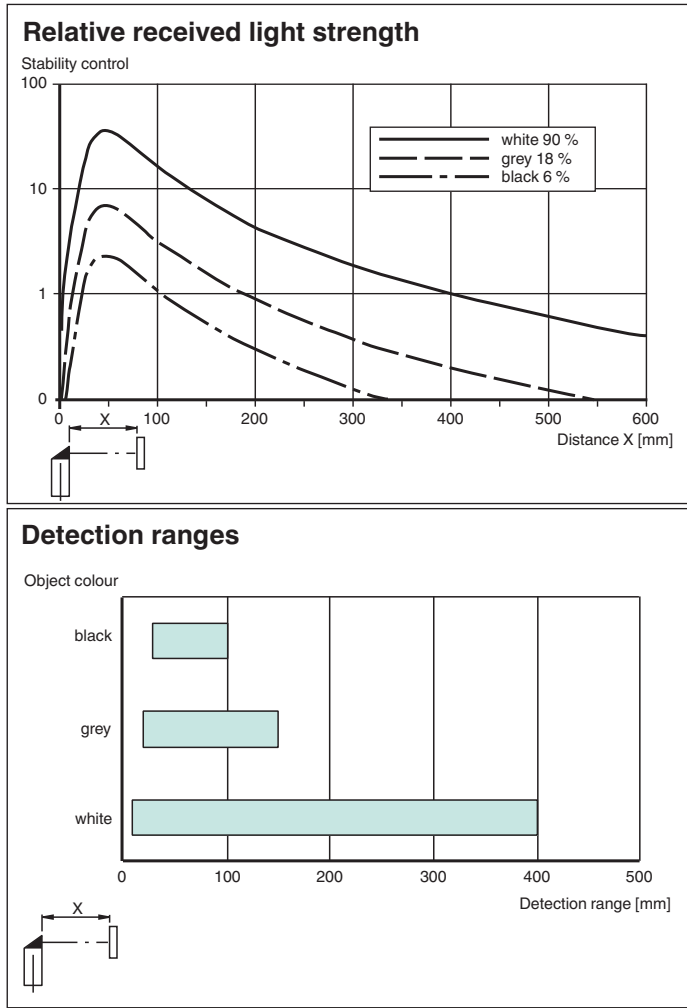 Relative received light strength
Stability control
100
10
1
0
white 90 %
grey 18 %
black 6 %
0 100 200 300 400 500 600
Distance X [mm]
X
Detection ranges
Object colour
black
grey
white
0 100 200 300 400 500
Detection range [mm]
X